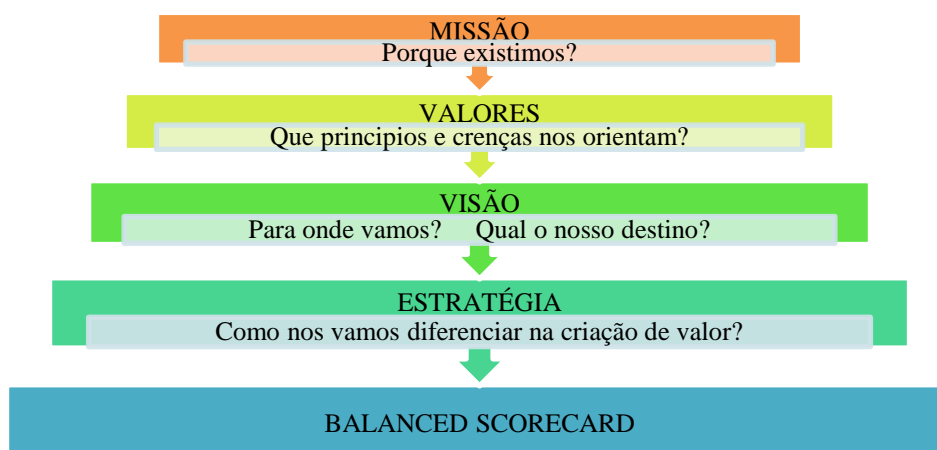 MISSÃO
Porque existimos?
VALORES
Que principios e crenças nos orientam?
VISÃO
Para onde vamos? Qual o nosso destino?
ESTRATÉGIA
Como nos vamos diferenciar na criação de valor?
BALANCED SCORECARD